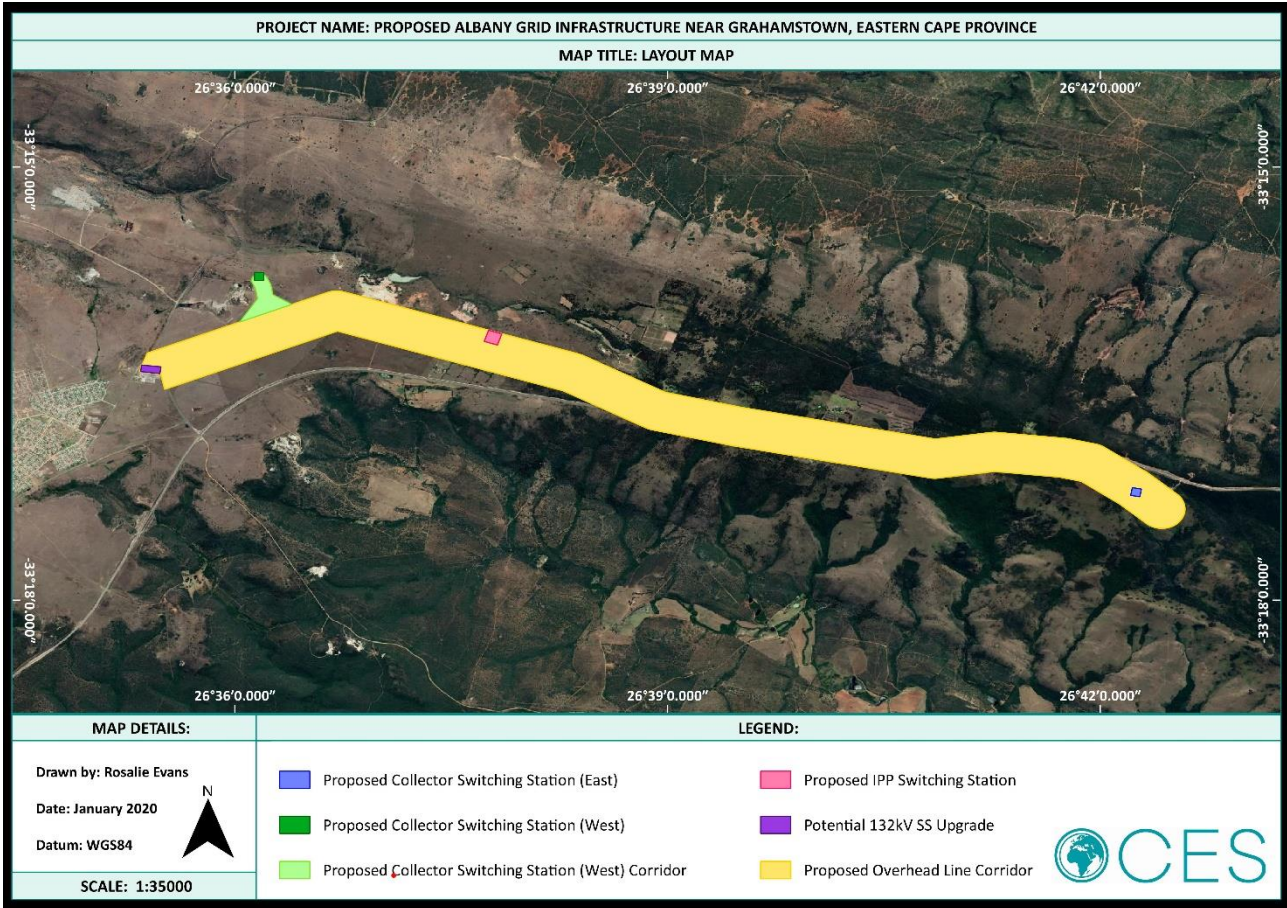 PROJECT NAME: PROPOSED ALBANY GRID INFRASTRUCTURE NEAR GRAHAMSTOWN, EASTERN CAPE PROVINCE
MAP TITLE: LAYOUT MAP
26°36'0.000" 26°39'0.000" 26°42'0.000"
-33°15'0.000" -33°15'0.000"
-33°18'0.000" -33°18'0.000"
26°36'0.000" 26°39'0.000" 26°42'0.000"
MAP DETAILS:
Drawn by: Rosalie Evans
Date: January 2020
Datum: WGS84
N
SCALE: 1:35000
LEGEND:
Proposed Collector Switching Station (East)
Proposed Collector Switching Station (West)
Proposed Collector Switching Station (West) Corridor
Proposed IPP Switching Station
Potential 132kV SS Upgrade
Proposed Overhead Line Corridor
CES